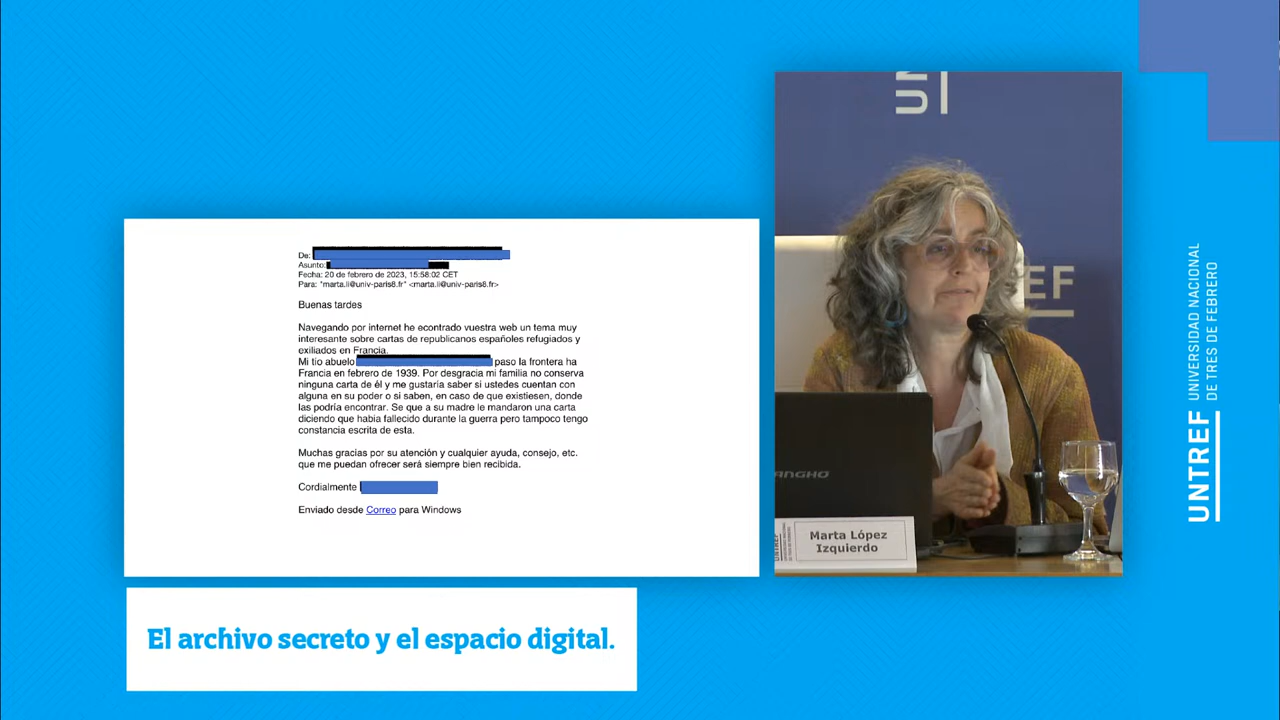 De:
Asunto:
Fecha: 20 de febrero de 2023, 15:58:02 CET
Para: "marta.li@univ-paris8.fr" <marta.li@univ-paris8.fr>
Buenas tardes
Navegando por internet he econtrado vuestra web un tema muy
interesante sobre cartas de republicanos españoles refugiados y
exiliados en Francia.
Mi tio abuelo paso la frontera ha
Francia en febrero de 1939. Por desgracia mi familia no conserva
ninguna carta de él y me gustaria saber si ustedes cuentan con
alguna en su poder o si saben, en caso de que existiesen, donde
las podría encontrar. Se que a su madre le mandaron una carta
diciendo que habia fallecido durante la guerra pero tampoco tengo
constancia escrita de esta.
Muchas gracias por su atención y cualquier ayuda, consejo, etc.
que me puedan ofrecer será siempre bien recibida.
Cordialmente
Enviado desde Correo para Windows
EF
ANGHO
Marta López
Izquierdo
El archivo secreto y el espacio digital.
UNTREF
UNIVERSIDAD NACIONAL
DE TRES DE FEBRERO